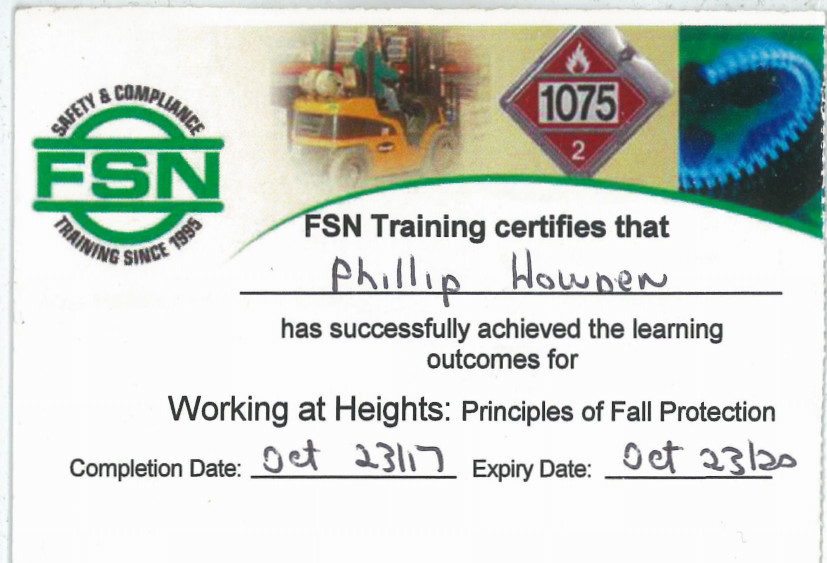 SAFETY & COMPLIANCE
FSN
TRAINING SINCE 1995
1075
2
FSN Training certifies that
Phillip Howden
has successfully achieved the learning
outcomes for
Working at Heights: Principles of Fall Protection
Completion Date: Oct 23/17 Expiry Date: Oct 23/20